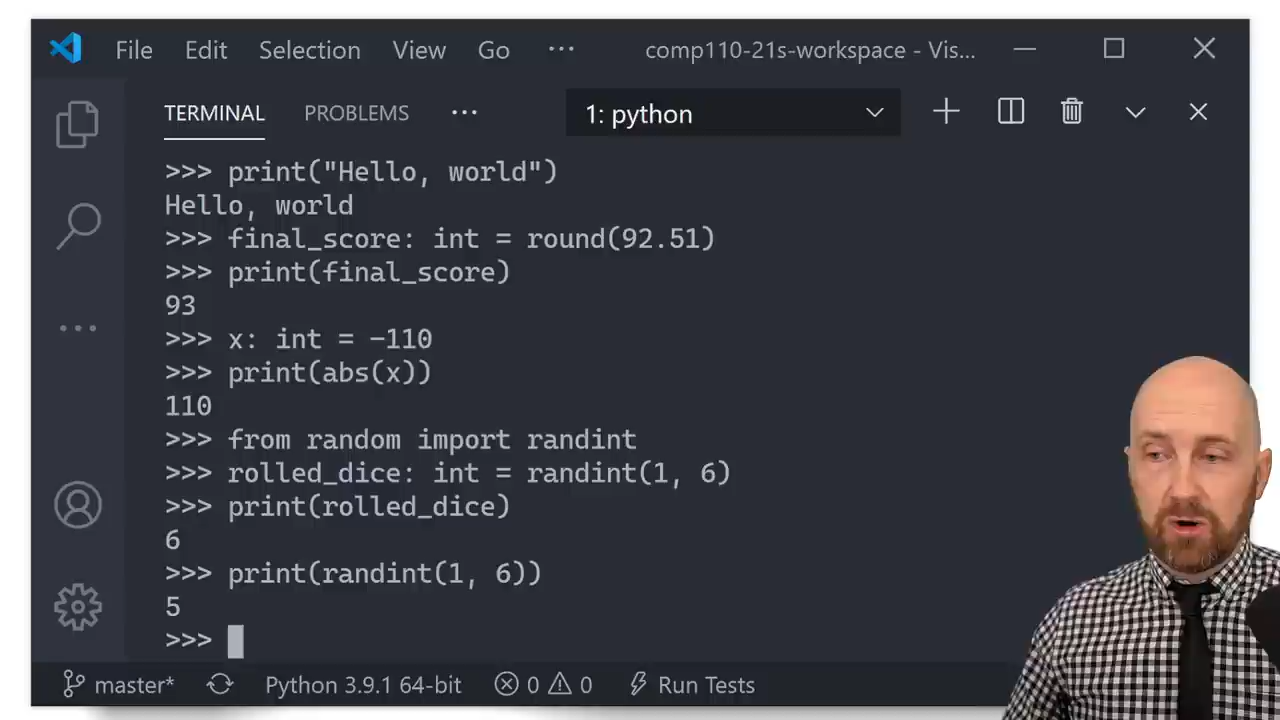 File Edit Selection View Go ··· comp110-21s-workspace - Vis...
TERMINAL PROBLEMS ··· 1: python
>>> print("Hello, world")
Hello, world
>>> final_score: int = round(92.51)
>>> print(final_score)
93
>>> x: int = -110
>>> print(abs(x))
110
>>> from random import randint
>>> rolled_dice: int = randint(1, 6)
>>> print(rolled_dice)
6
>>> print(randint(1, 6))
5
>>>
master* Python 3.9.1 64-bit 0 0 Run Tests